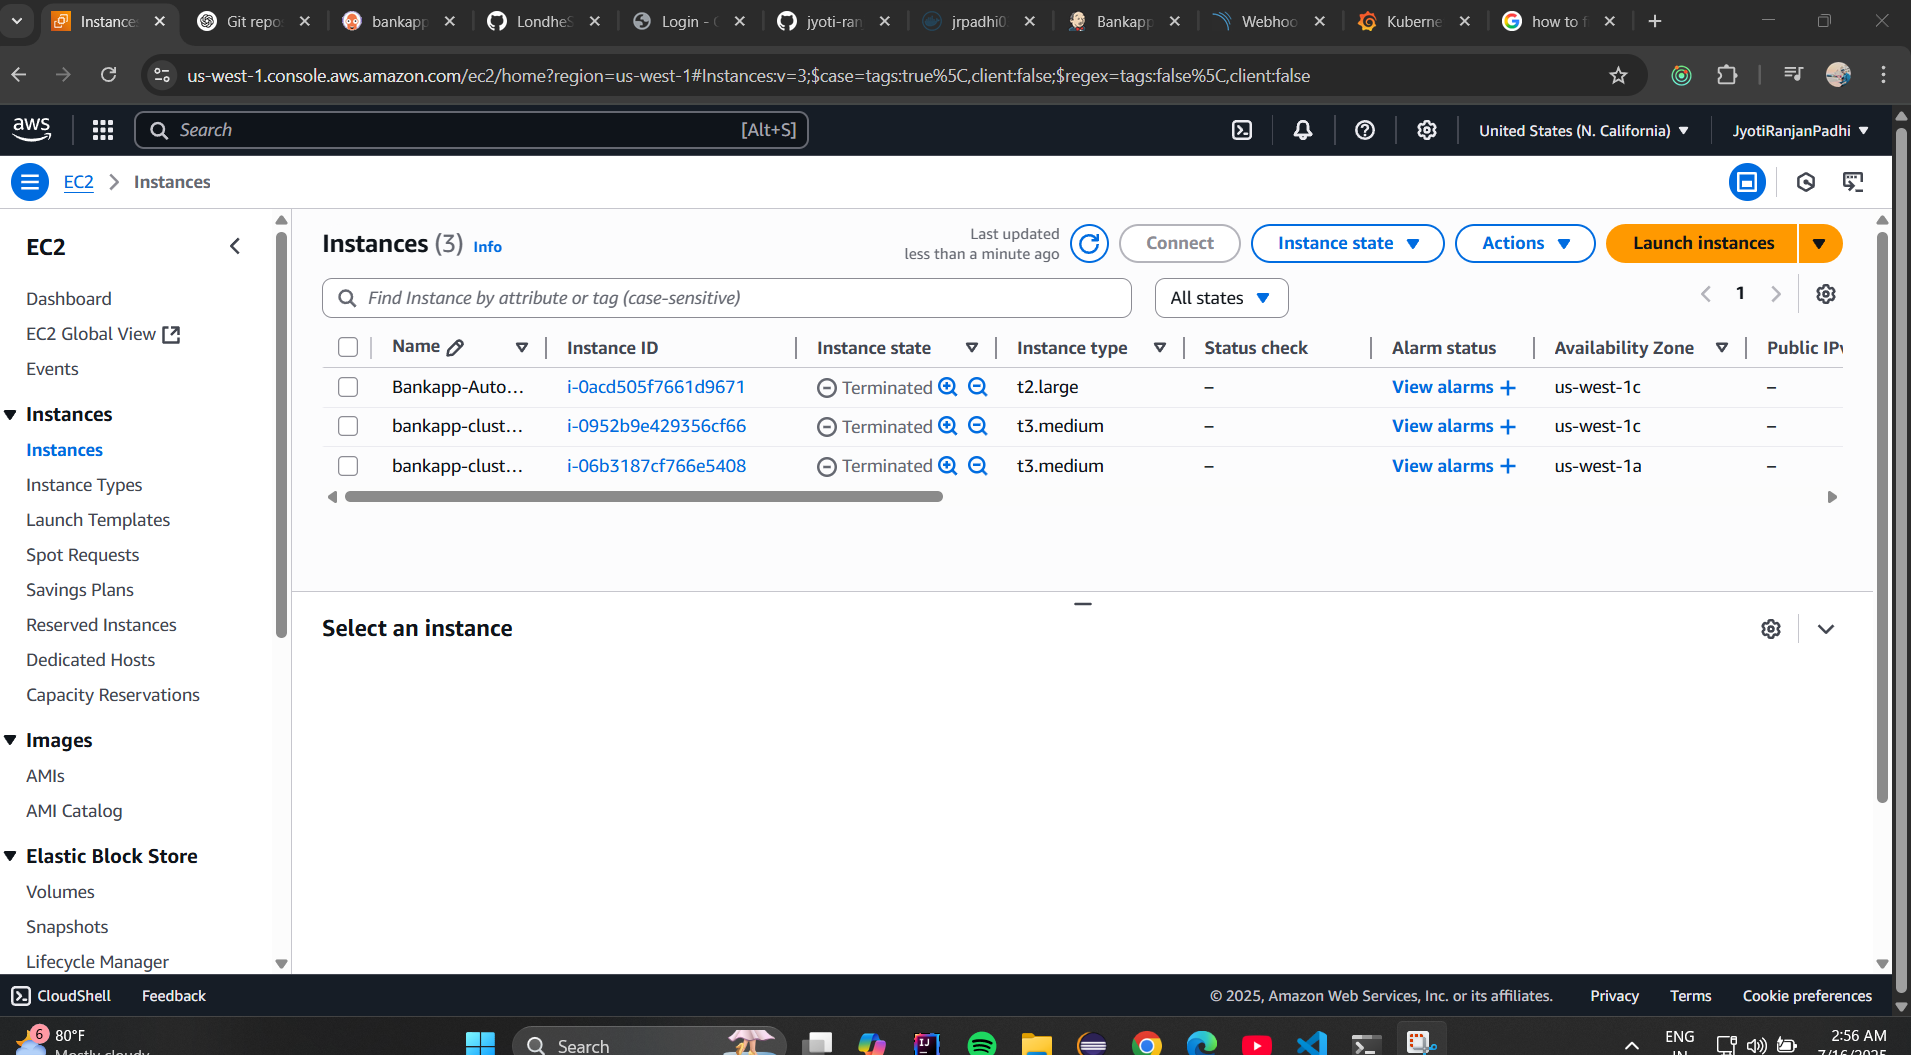 Instances
Git repo
bankapp
LondheS
Login - 
jyoti-ran
jrpadhi0
Bankapp
Webhoo
Kuberne
how to f
us-west-1.console.aws.amazon.com/ec2/home?region=us-west-1#Instances:v=3;$case=tags:true%5C,client:false;$regex=tags:false%5C,client:false
aws
Search
[Alt+S]
United States (N. California)
JyotiRanjanPadhi
EC2
Instances
EC2
Dashboard
EC2 Global View
Events
Instances
Instances
Instance Types
Launch Templates
Spot Requests
Savings Plans
Reserved Instances
Dedicated Hosts
Capacity Reservations
Images
AMIs
AMI Catalog
Elastic Block Store
Volumes
Snapshots
Lifecycle Manager
Instances (3) Info
Last updated
less than a minute ago
Connect
Instance state
Actions
Launch instances
Find Instance by attribute or tag (case-sensitive)
All states
1
Name Instance ID Instance state Instance type Status check Alarm status Availability Zone Public IPv
Bankapp-Auto... i-0acd505f7661d9671 Terminated t2.large – View alarms + us-west-1c –
bankapp-clust... i-0952b9e429356cf66 Terminated t3.medium – View alarms + us-west-1c –
bankapp-clust... i-06b3187cf766e5408 Terminated t3.medium – View alarms + us-west-1a –
Select an instance
CloudShell
Feedback
© 2025, Amazon Web Services, Inc. or its affiliates.
Privacy
Terms
Cookie preferences
6
80°F
Mostly cloudy
Search
IJ
ENG
IN
2:56 AM
7/16/2025